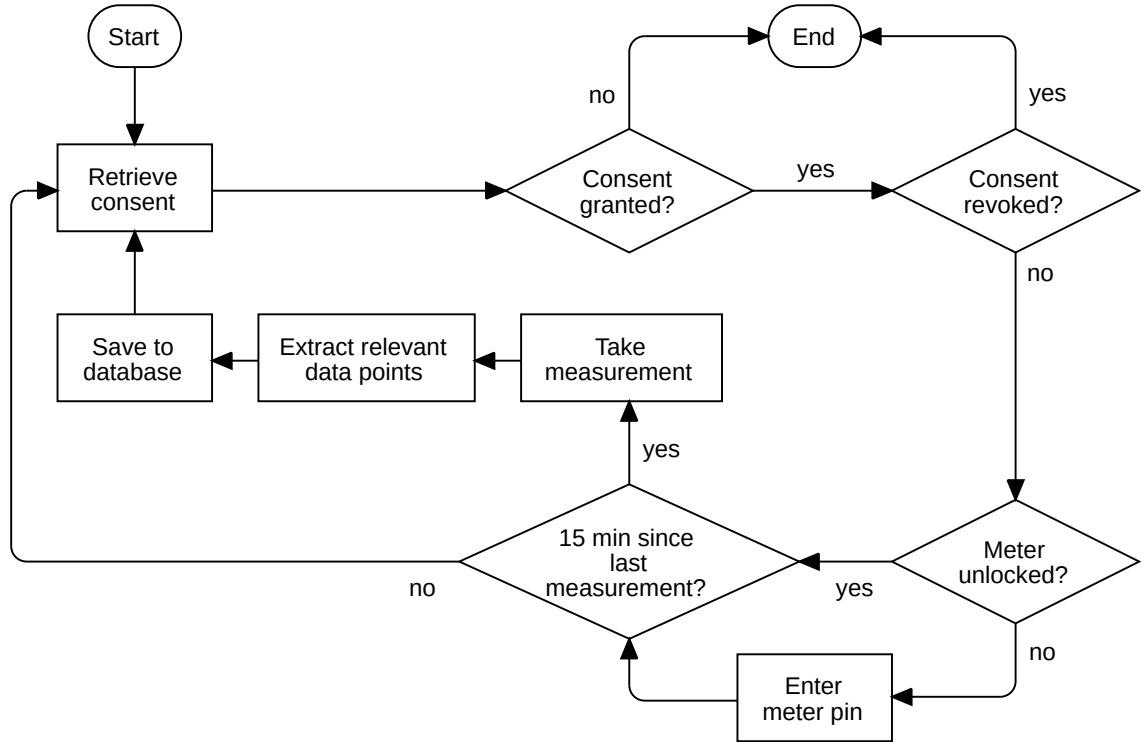 Start
End
no
yes
Retrieve
consent
Consent
granted?
yes
Consent
revoked?
no
Save to
database
Extract relevant
data points
Take
measurement
yes
15 min since
last
measurement?
Meter
unlocked?
no
yes
no
Enter
meter pin